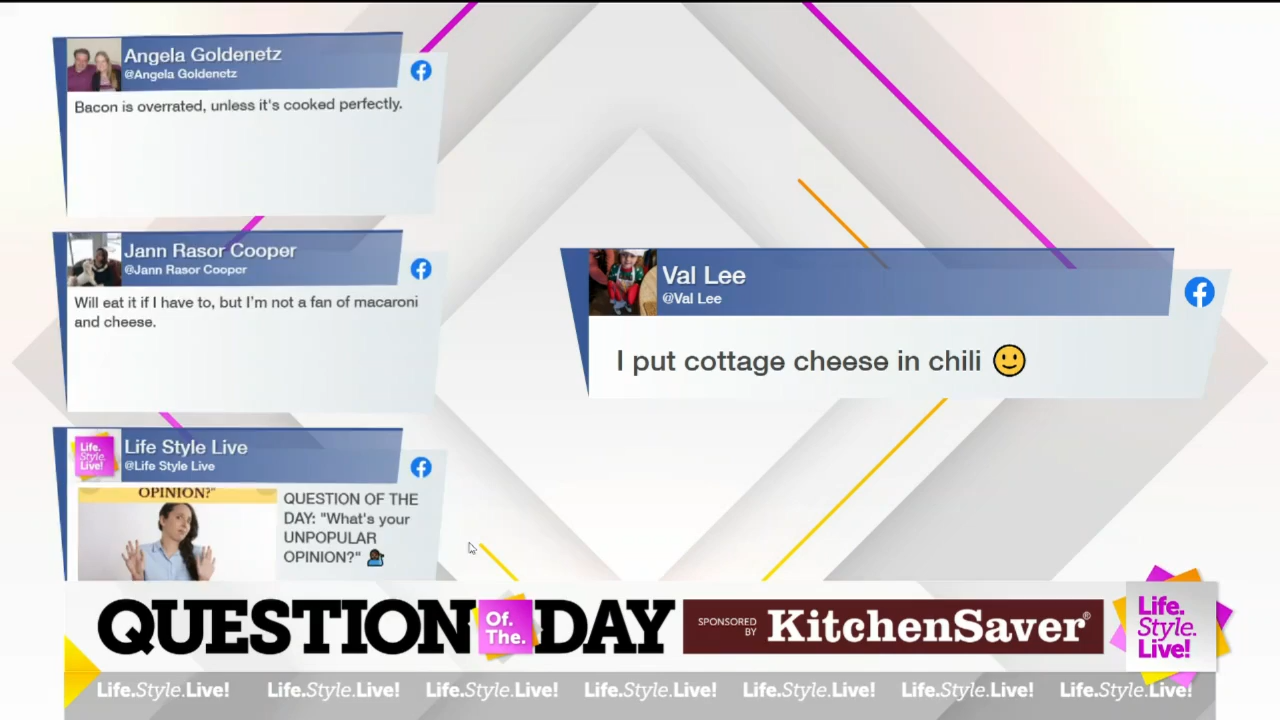 Angela Goldenetz
@Angela Goldenetz
Bacon is overrated, unless it's cooked perfectly.
Jann Rasor Cooper
@Jann Rasor Cooper
Will eat it if I have to, but I'm not a fan of macaroni
and cheese.
Life.
Style.
Live!
Life Style Live
@Life Style Live
OPINION?"
QUESTION OF THE
DAY: "What's your
UNPOPULAR
OPINION?" 🤷🏾‍♀️
Val Lee
@Val Lee
I put cottage cheese in chili 🙂
QUESTION Of. The. DAY
SPONSORED
BY
KitchenSaver®
Life.
Style.
Live!
Life.Style.Live! Life.Style.Live! Life.Style.Live! Life.Style.Live! Life.Style.Live! Life.Style.Live! Life.Style.Live!